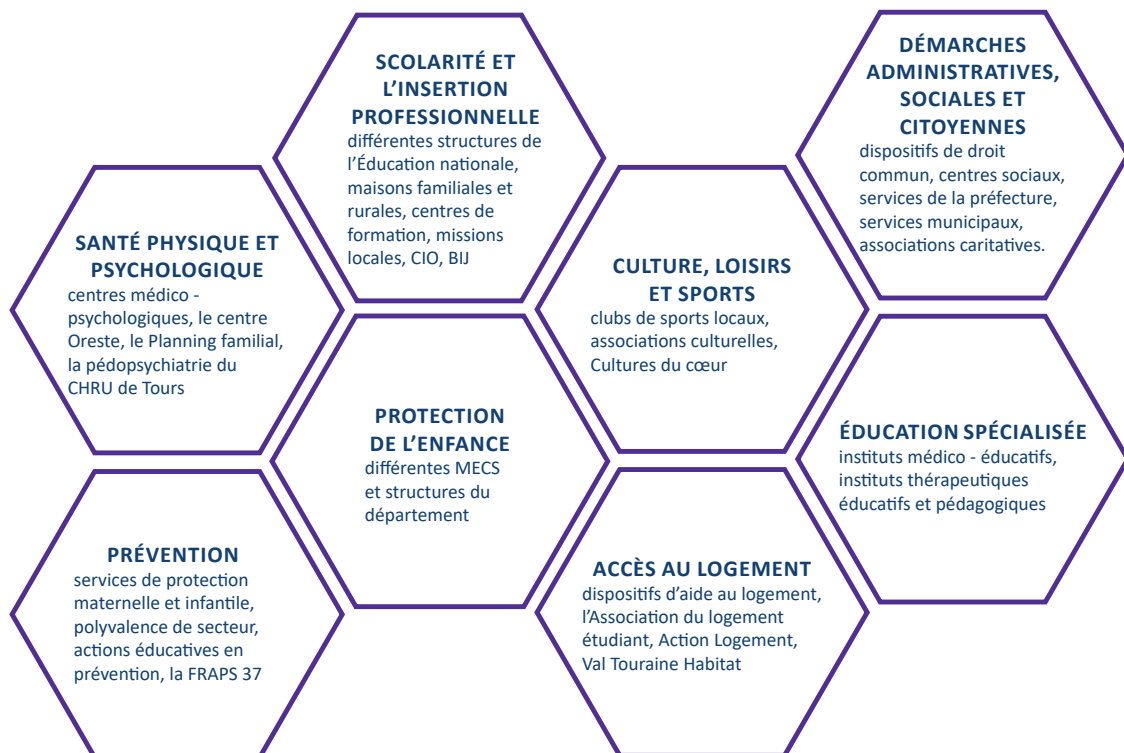 SCOLARITÉ ET
L'INSERTION
PROFESSIONNELLE
différentes structures de
l'Éducation nationale,
maisons familiales et
rurales, centres de
formation, missions
locales, CIO, BIJ
DÉMARCHES
ADMINISTRATIVES,
SOCIALES ET
CITOYENNES
dispositifs de droit
commun, centres sociaux,
services de la préfecture,
services municipaux,
associations caritatives.
SANTÉ PHYSIQUE ET
PSYCHOLOGIQUE
centres médico -
psychologiques, le centre
Oreste, le Planning familial,
la pédopsychiatrie du
CHRU de Tours
CULTURE, LOISIRS
ET SPORTS
clubs de sports locaux,
associations culturelles,
Cultures du cœur
PROTECTION
DE L'ENFANCE
différentes MECS
et structures du
département
ÉDUCATION SPÉCIALISÉE
instituts médico - éducatifs,
instituts thérapeutiques
éducatifs et pédagogiques
PRÉVENTION
services de protection
maternelle et infantile,
polyvalence de secteur,
actions éducatives en
prévention, la FRAPS 37
ACCÈS AU LOGEMENT
dispositifs d'aide au logement,
l'Association du logement
étudiant, Action Logement,
Val Touraine Habitat